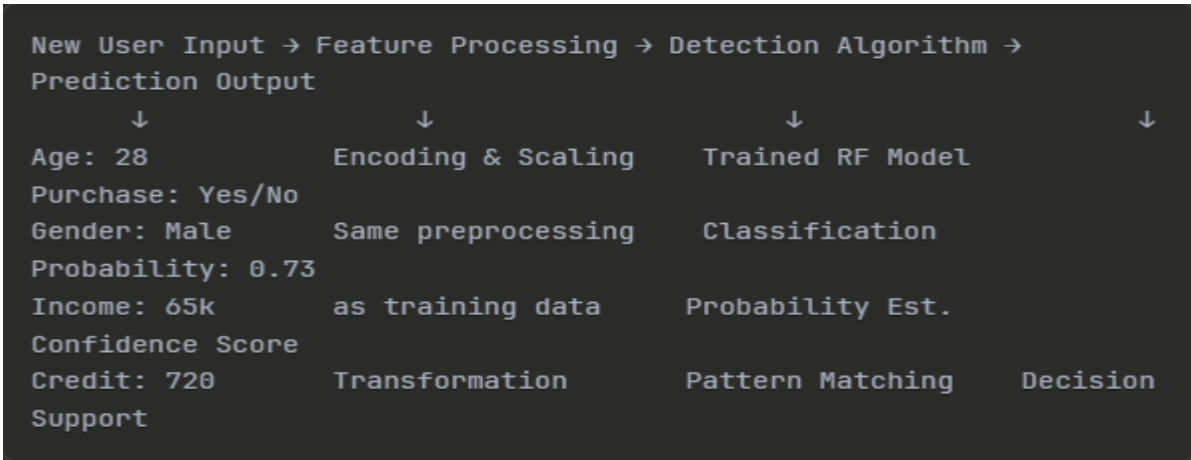 New User Input → Feature Processing → Detection Algorithm →
Prediction Output
↓ ↓ ↓ ↓
Age: 28 Encoding & Scaling Trained RF Model
Purchase: Yes/No
Gender: Male Same preprocessing Classification
Probability: 0.73
Income: 65k as training data Probability Est.
Confidence Score
Credit: 720 Transformation Pattern Matching Decision
Support